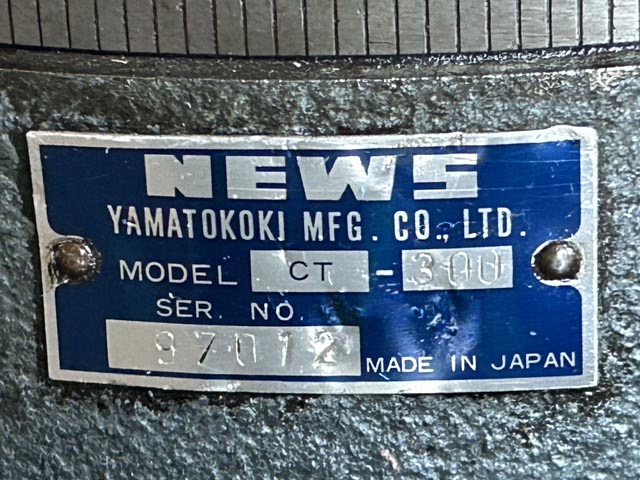 NEWS
YAMATOKOKI MFG. CO., LTD.
MODEL CT -300
SER. NO.
97012 MADE IN JAPAN